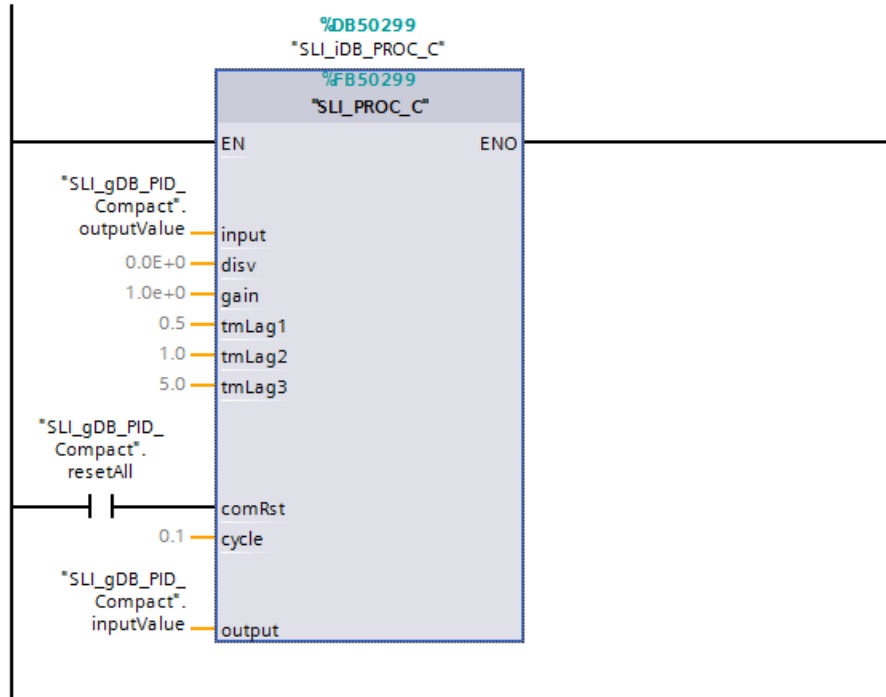 %DB50299
"SLI_iDB_PROC_C"
%FB50299
"SLI_PROC_C"
EN
ENO
"SLI_gDB_PID_
Compact".
outputValue
input
0.0E+0
disv
1.0e+0
gain
0.5
tmLag1
1.0
tmLag2
5.0
tmLag3
"SLI_gDB_PID_
Compact".
resetAll
comRst
0.1
cycle
"SLI_gDB_PID_
Compact".
inputValue
output